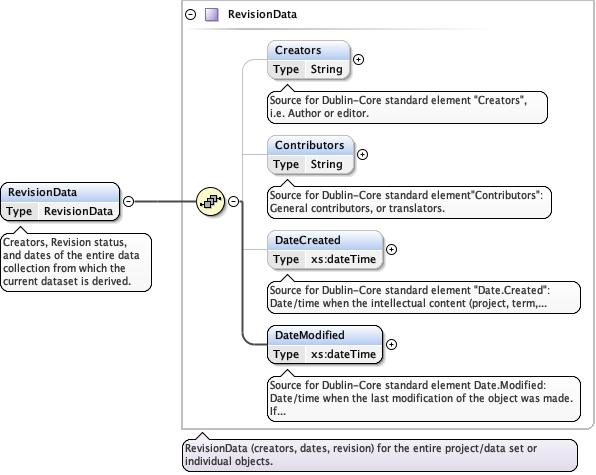 RevisionData
Creators
Type String
Source for Dublin-Core standard element "Creators",
i.e. Author or editor.
Contributors
Type String
Source for Dublin-Core standard element"Contributors":
General contributors, or translators.
RevisionData
Type RevisionData
Creators, Revision status,
and dates of the entire data
collection from which the
current dataset is derived.
DateCreated
Type xs:dateTime
Source for Dublin-Core standard element "Date.Created":
Date/time when the intellectual content (project, term,...
DateModified
Type xs:dateTime
Source for Dublin-Core standard element Date.Modified:
Date/time when the last modification of the object was made.
If...
RevisionData (creators, dates, revision) for the entire project/data set or
individual objects.